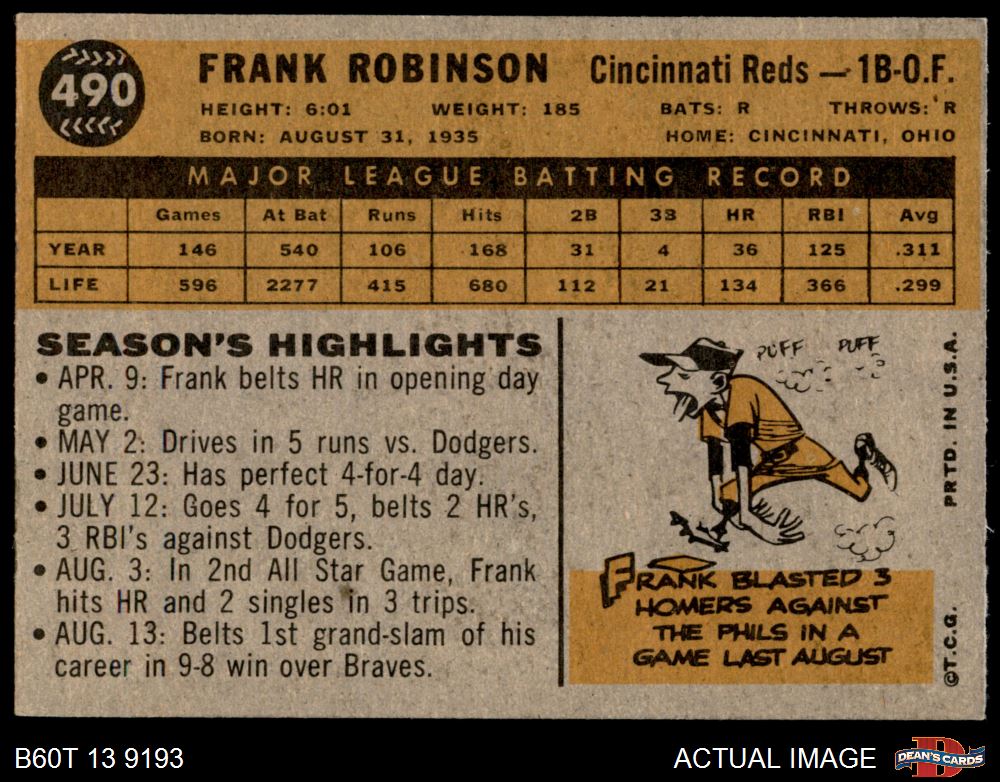 490
FRANK ROBINSON Cincinnati Reds — 1B-O.F.
HEIGHT: 6:01 WEIGHT: 185 BATS: R THROWS: R
BORN: AUGUST 31, 1935 HOME: CINCINNATI, OHIO
MAJOR LEAGUE BATTING RECORD
Games At Bat Runs Hits 2B 3B HR RBI Avg
YEAR 146 540 106 168 31 4 36 125 .311
LIFE 596 2277 415 680 112 21 134 366 .299
SEASON'S HIGHLIGHTS
• APR. 9: Frank belts HR in opening day
game.
• MAY 2: Drives in 5 runs vs. Dodgers.
• JUNE 23: Has perfect 4-for-4 day.
• JULY 12: Goes 4 for 5, belts 2 HR's,
3 RBI's against Dodgers.
• AUG. 3: In 2nd All Star Game, Frank
hits HR and 2 singles in 3 trips.
• AUG. 13: Belts 1st grand-slam of his
career in 9-8 win over Braves.
PUFF PUFF
FRANK BLASTED 3
HOMERS AGAINST
THE PHILS IN A
GAME LAST AUGUST
©T.C.G. PRTD. IN U.S.A.
B60T 13 9193 ACTUAL IMAGE
D
DEAN'S CARDS